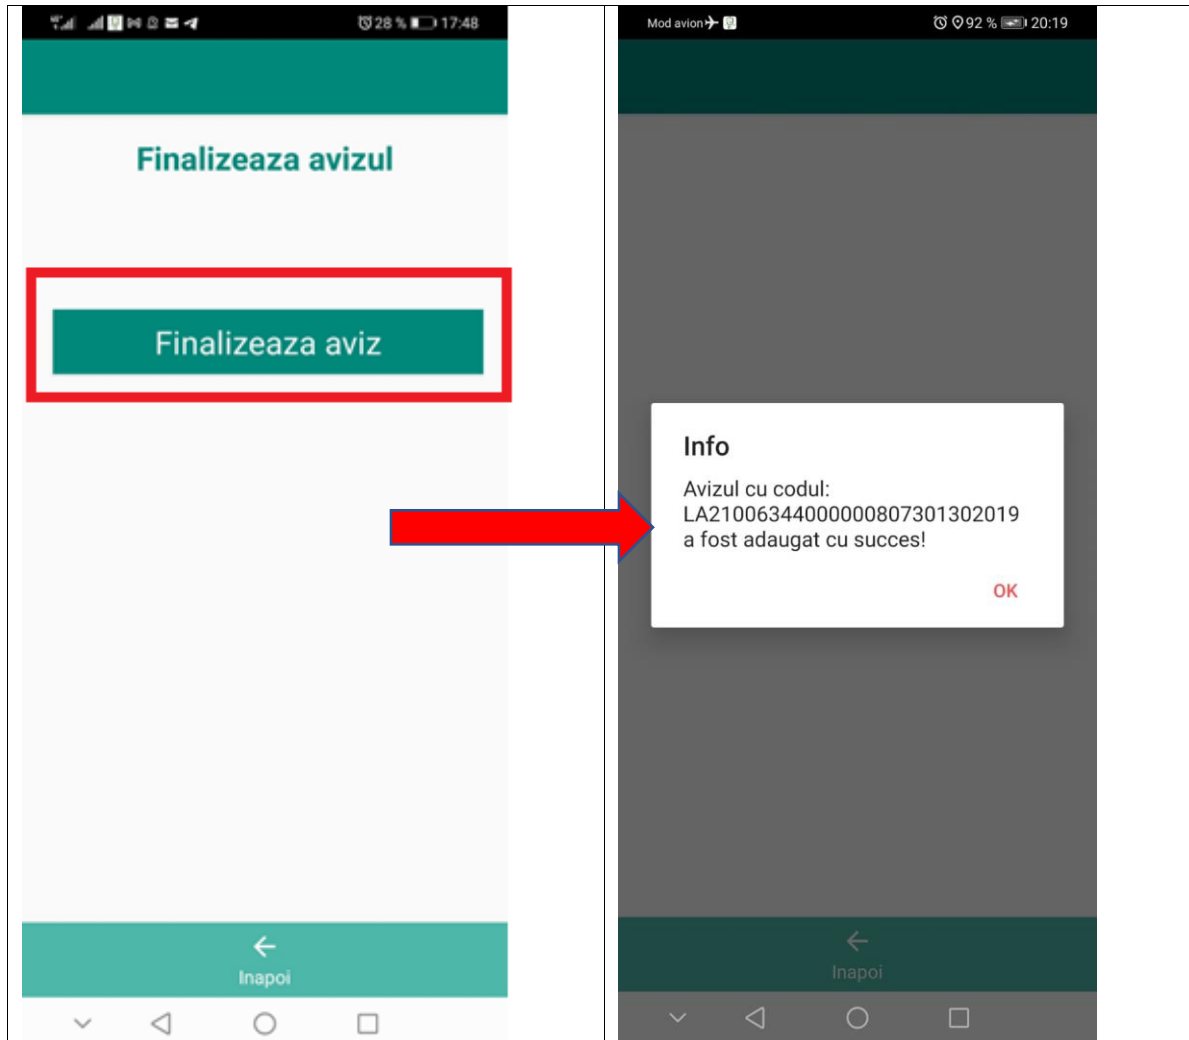 28 % 17:48
Finalizeaza avizul
Finalizeaza aviz
Inapoi
Mod avion 92 % 20:19
Info
Avizul cu codul:
LA21006344000000807301302019
a fost adaugat cu succes!
OK
Inapoi